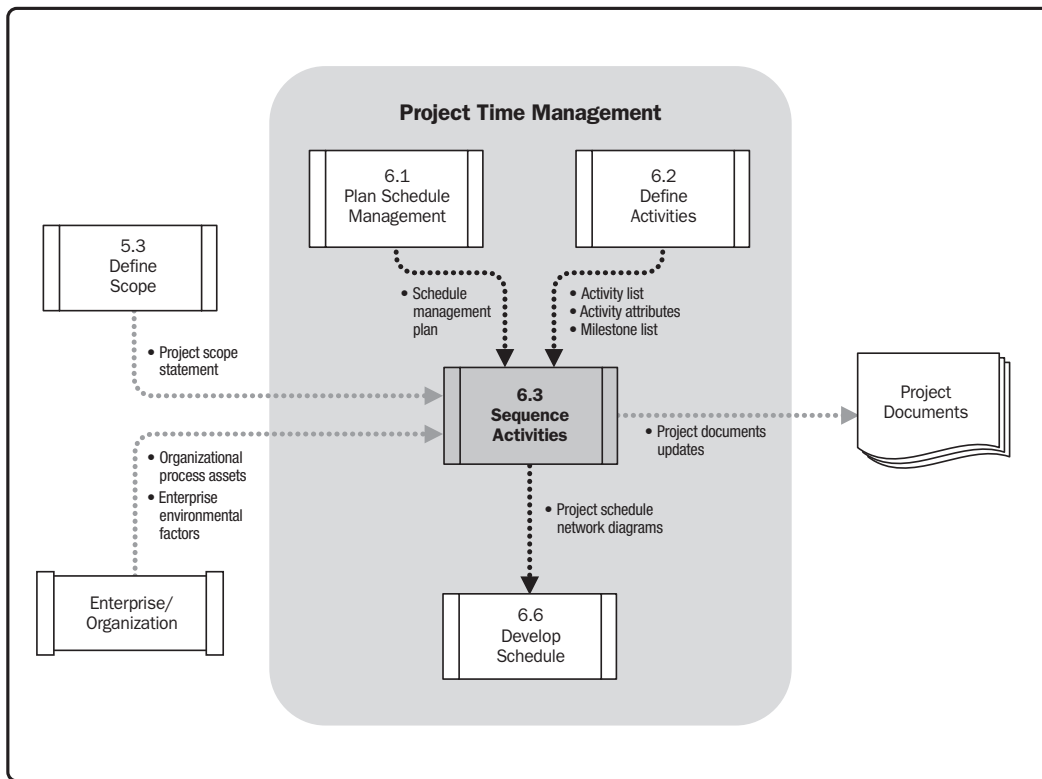 Project Time Management
6.1
Plan Schedule
Management
6.2
Define
Activities
5.3
Define
Scope
• Schedule
management
plan
• Activity list
• Activity attributes
• Milestone list
• Project scope
statement
6.3
Sequence
Activities
Project
Documents
• Project documents
updates
• Organizational
process assets
• Enterprise
environmental
factors
• Project schedule
network diagrams
Enterprise/
Organization
6.6
Develop
Schedule